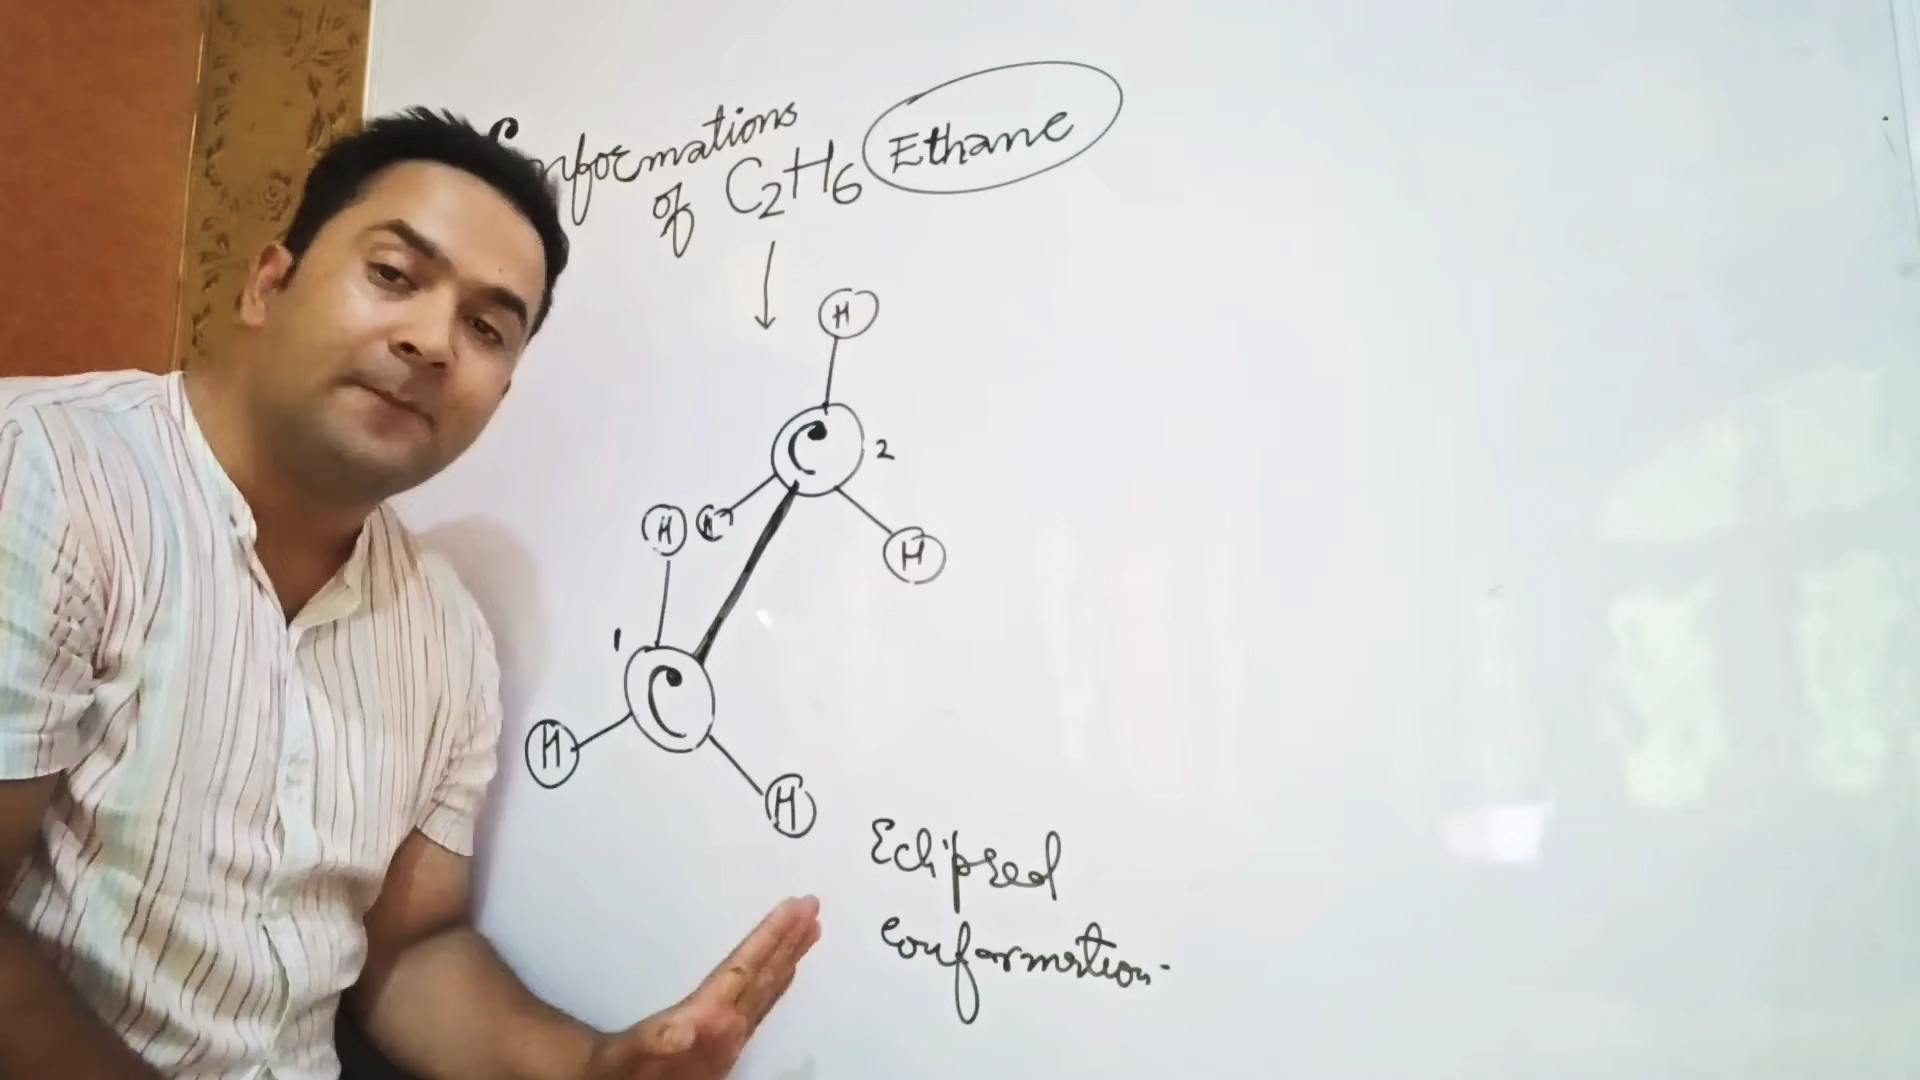 Conformations
of C2H6 Ethane
H
C 2
H H
H
1
C
H
H
Eclipsed
conformation.